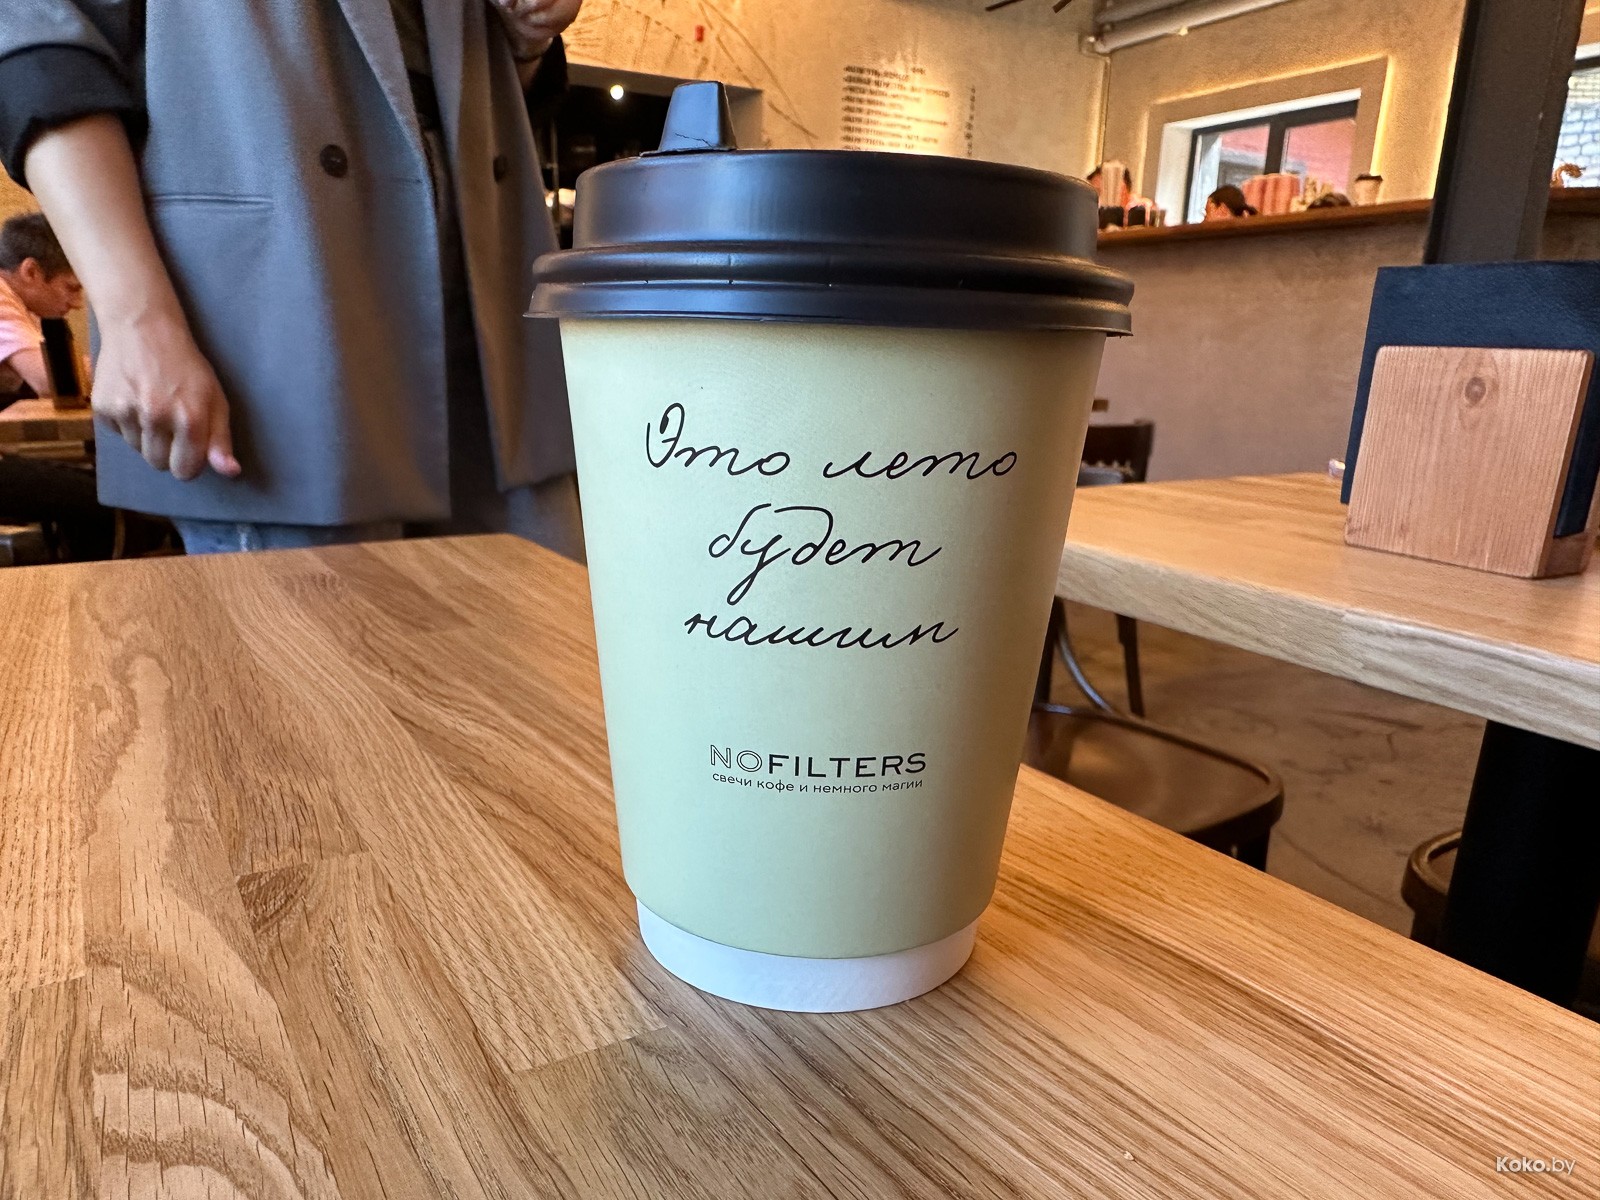 Это лето
будет
нашим
NOFILTERS
свечи кофе и немного магии
Koko.by